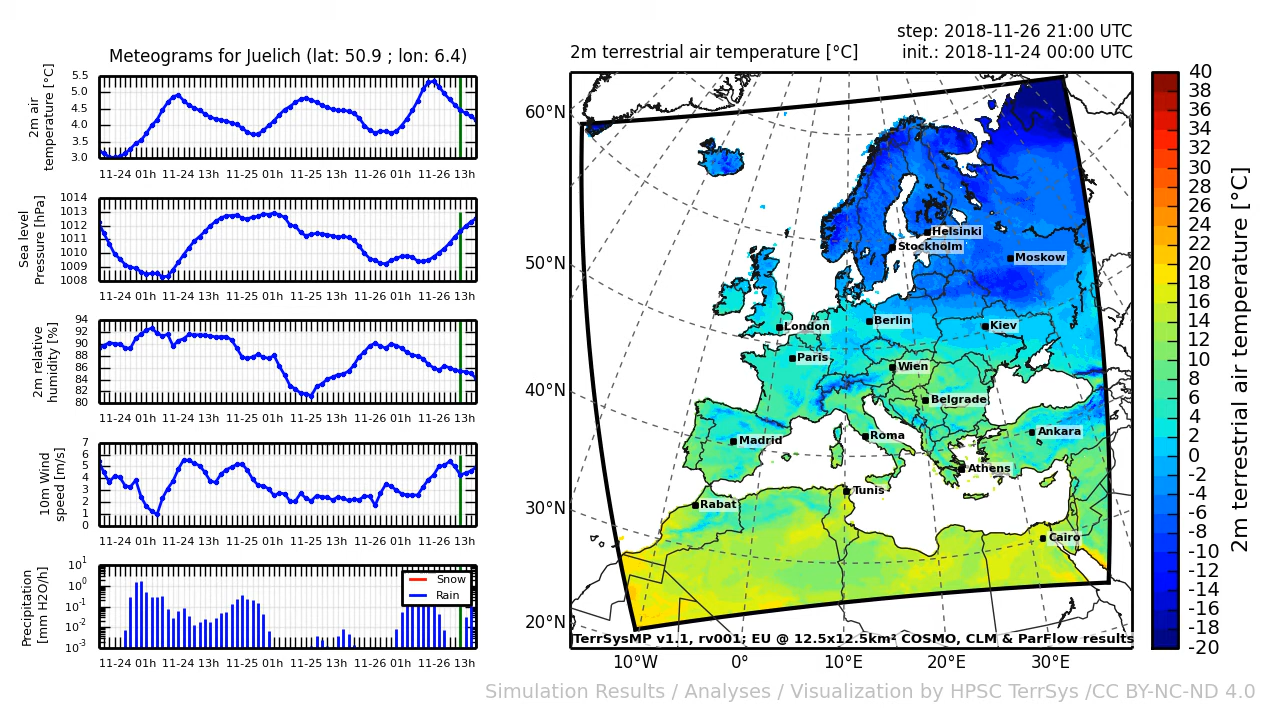 Meteograms for Juelich (lat: 50.9 ; lon: 6.4)
2m air
temperature [°C]
5.5
5.0
4.5
4.0
3.5
3.0
11-24 01h 11-24 13h 11-25 01h 11-25 13h 11-26 01h 11-26 13h
Sea level
Pressure [hPa]
1014
1013
1012
1011
1010
1009
1008
11-24 01h 11-24 13h 11-25 01h 11-25 13h 11-26 01h 11-26 13h
2m relative
humidity [%]
94
92
90
88
86
84
82
80
11-24 01h 11-24 13h 11-25 01h 11-25 13h 11-26 01h 11-26 13h
10m Wind
speed [m/s]
7
6
5
4
3
2
1
0
11-24 01h 11-24 13h 11-25 01h 11-25 13h 11-26 01h 11-26 13h
Precipitation
[mm H2O/h]
10¹
10⁰
10⁻¹
10⁻²
10⁻³
Snow
Rain
11-24 01h 11-24 13h 11-25 01h 11-25 13h 11-26 01h 11-26 13h
step: 2018-11-26 21:00 UTC
2m terrestrial air temperature [°C] init.: 2018-11-24 00:00 UTC
60°N
50°N
40°N
30°N
20°N
Helsinki
Stockholm
Moskow
London
Berlin
Kiev
Paris
Wien
Belgrade
Madrid
Roma
Ankara
Athens
Tunis
Rabat
Cairo
TerrSysMP v1.1, rv001; EU @ 12.5x12.5km² COSMO, CLM & ParFlow results
10°W 0° 10°E 20°E 30°E
40
38
36
34
32
30
28
26
24
22
20
18
16
14
12
10
8
6
4
2
0
-2
-4
-6
-8
-10
-12
-14
-16
-18
-20
2m terrestrial air temperature [°C]
Simulation Results / Analyses / Visualization by HPSC TerrSys /CC BY-NC-ND 4.0